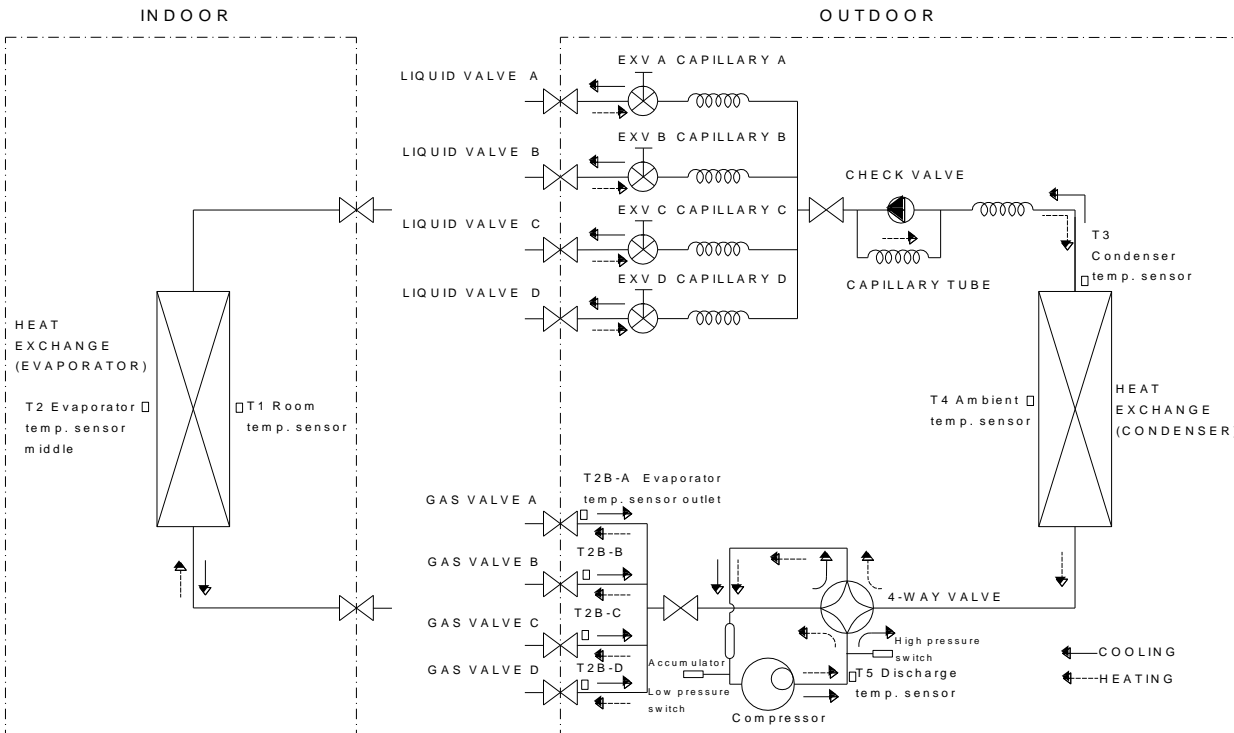 INDOOR
OUTDOOR
EXV A CAPILLARY A
LIQUID VALVE A
EXV B CAPILLARY B
LIQUID VALVE B
CHECK VALVE
EXV C CAPILLARY C
LIQUID VALVE C
T3
Condenser
temp. sensor
EXV D CAPILLARY D
LIQUID VALVE D
CAPILLARY TUBE
HEAT
EXCHANGE
(EVAPORATOR)
T2 Evaporator
temp. sensor
middle
T1 Room
temp. sensor
T4 Ambient
temp. sensor
HEAT
EXCHANGE
(CONDENSER)
T2B-A Evaporator
temp. sensor outlet
GAS VALVE A
T2B-B
GAS VALVE B
4-WAY VALVE
T2B-C
GAS VALVE C
High pressure
switch
COOLING
T2B-D
GAS VALVE D
Accumulator
T5 Discharge
temp. sensor
HEATING
Low pressure
switch
Compressor